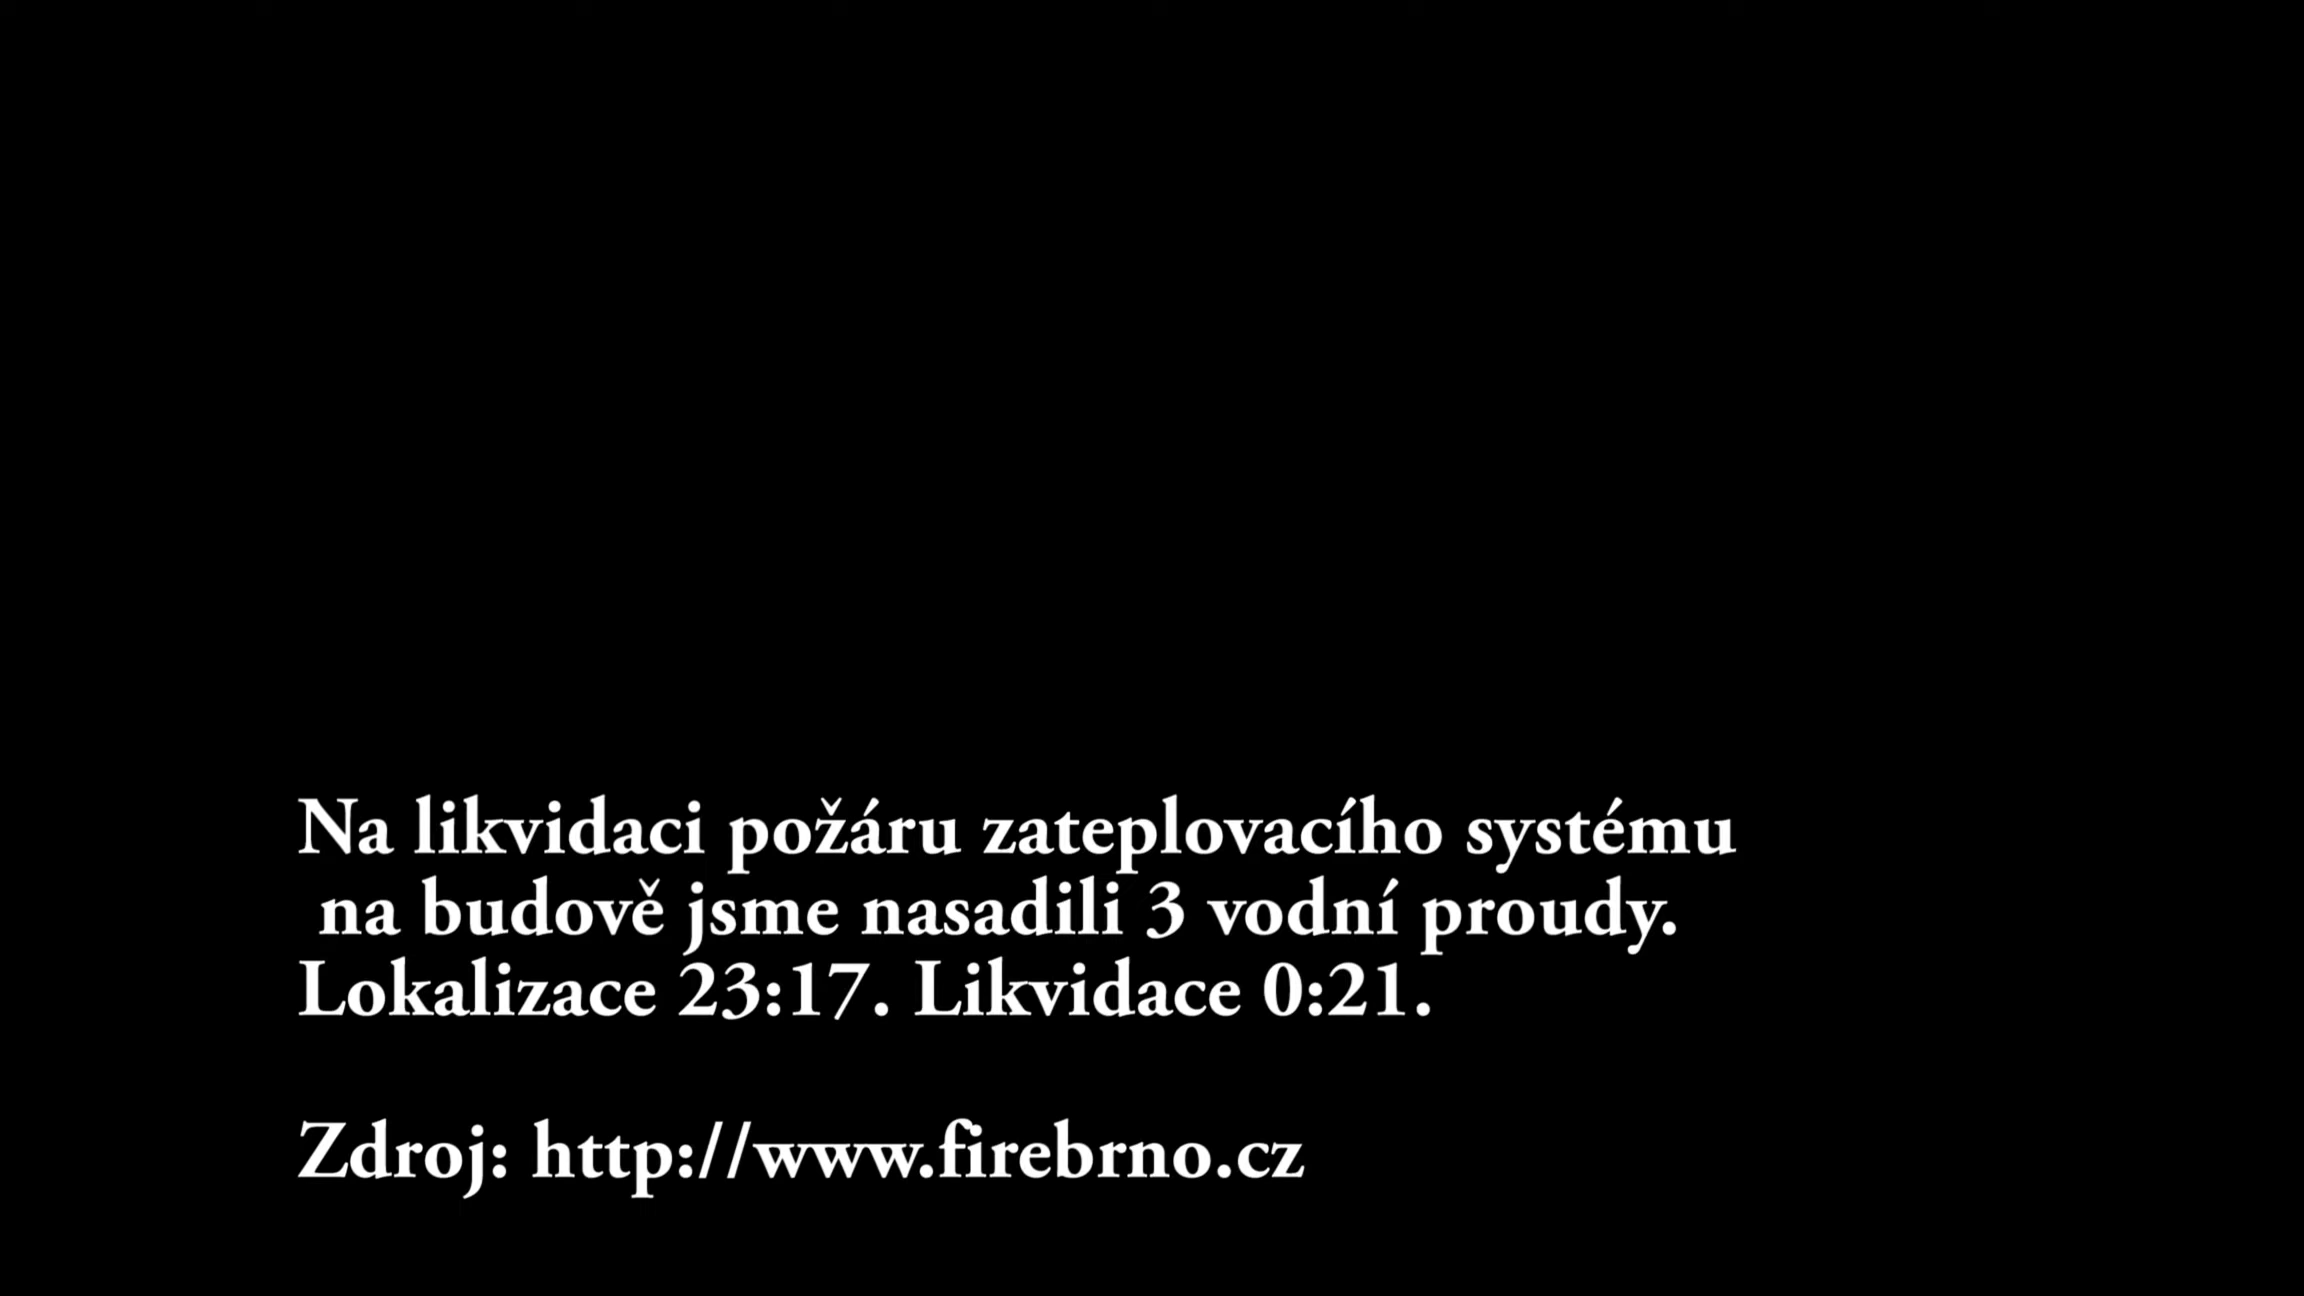 Na likvidaci požáru zateplovacího systému
na budově jsme nasadili 3 vodní proudy.
Lokalizace 23:17. Likvidace 0:21.
Zdroj: http://www.firebrno.cz